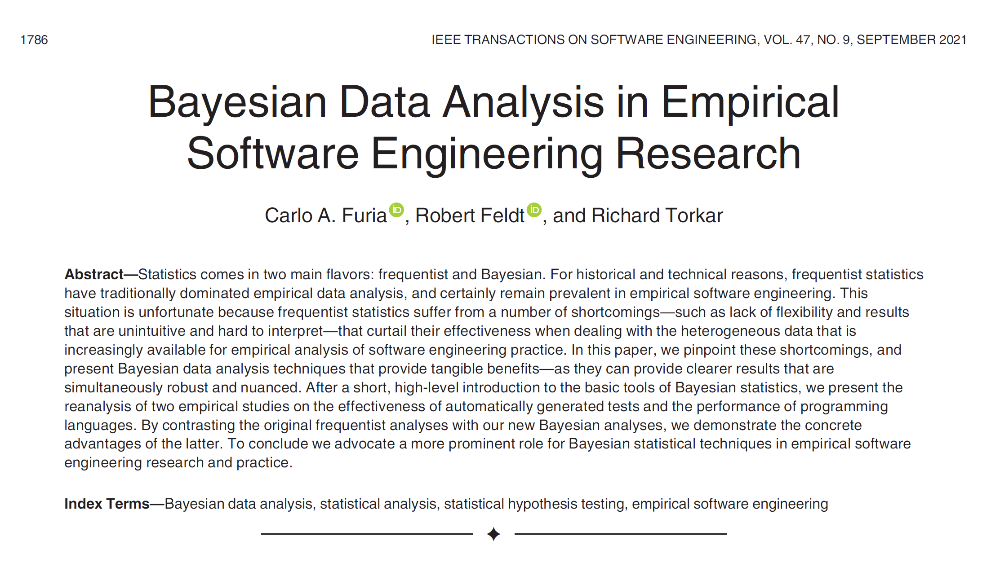 1786
IEEE TRANSACTIONS ON SOFTWARE ENGINEERING, VOL. 47, NO. 9, SEPTEMBER 2021
Bayesian Data Analysis in Empirical
Software Engineering Research
Carlo A. Furia iD, Robert Feldt iD, and Richard Torkar
Abstract—Statistics comes in two main flavors: frequentist and Bayesian. For historical and technical reasons, frequentist statistics
have traditionally dominated empirical data analysis, and certainly remain prevalent in empirical software engineering. This
situation is unfortunate because frequentist statistics suffer from a number of shortcomings—such as lack of flexibility and results
that are unintuitive and hard to interpret—that curtail their effectiveness when dealing with the heterogeneous data that is
increasingly available for empirical analysis of software engineering practice. In this paper, we pinpoint these shortcomings, and
present Bayesian data analysis techniques that provide tangible benefits—as they can provide clearer results that are
simultaneously robust and nuanced. After a short, high-level introduction to the basic tools of Bayesian statistics, we present the
reanalysis of two empirical studies on the effectiveness of automatically generated tests and the performance of programming
languages. By contrasting the original frequentist analyses with our new Bayesian analyses, we demonstrate the concrete
advantages of the latter. To conclude we advocate a more prominent role for Bayesian statistical techniques in empirical software
engineering research and practice.
Index Terms—Bayesian data analysis, statistical analysis, statistical hypothesis testing, empirical software engineering